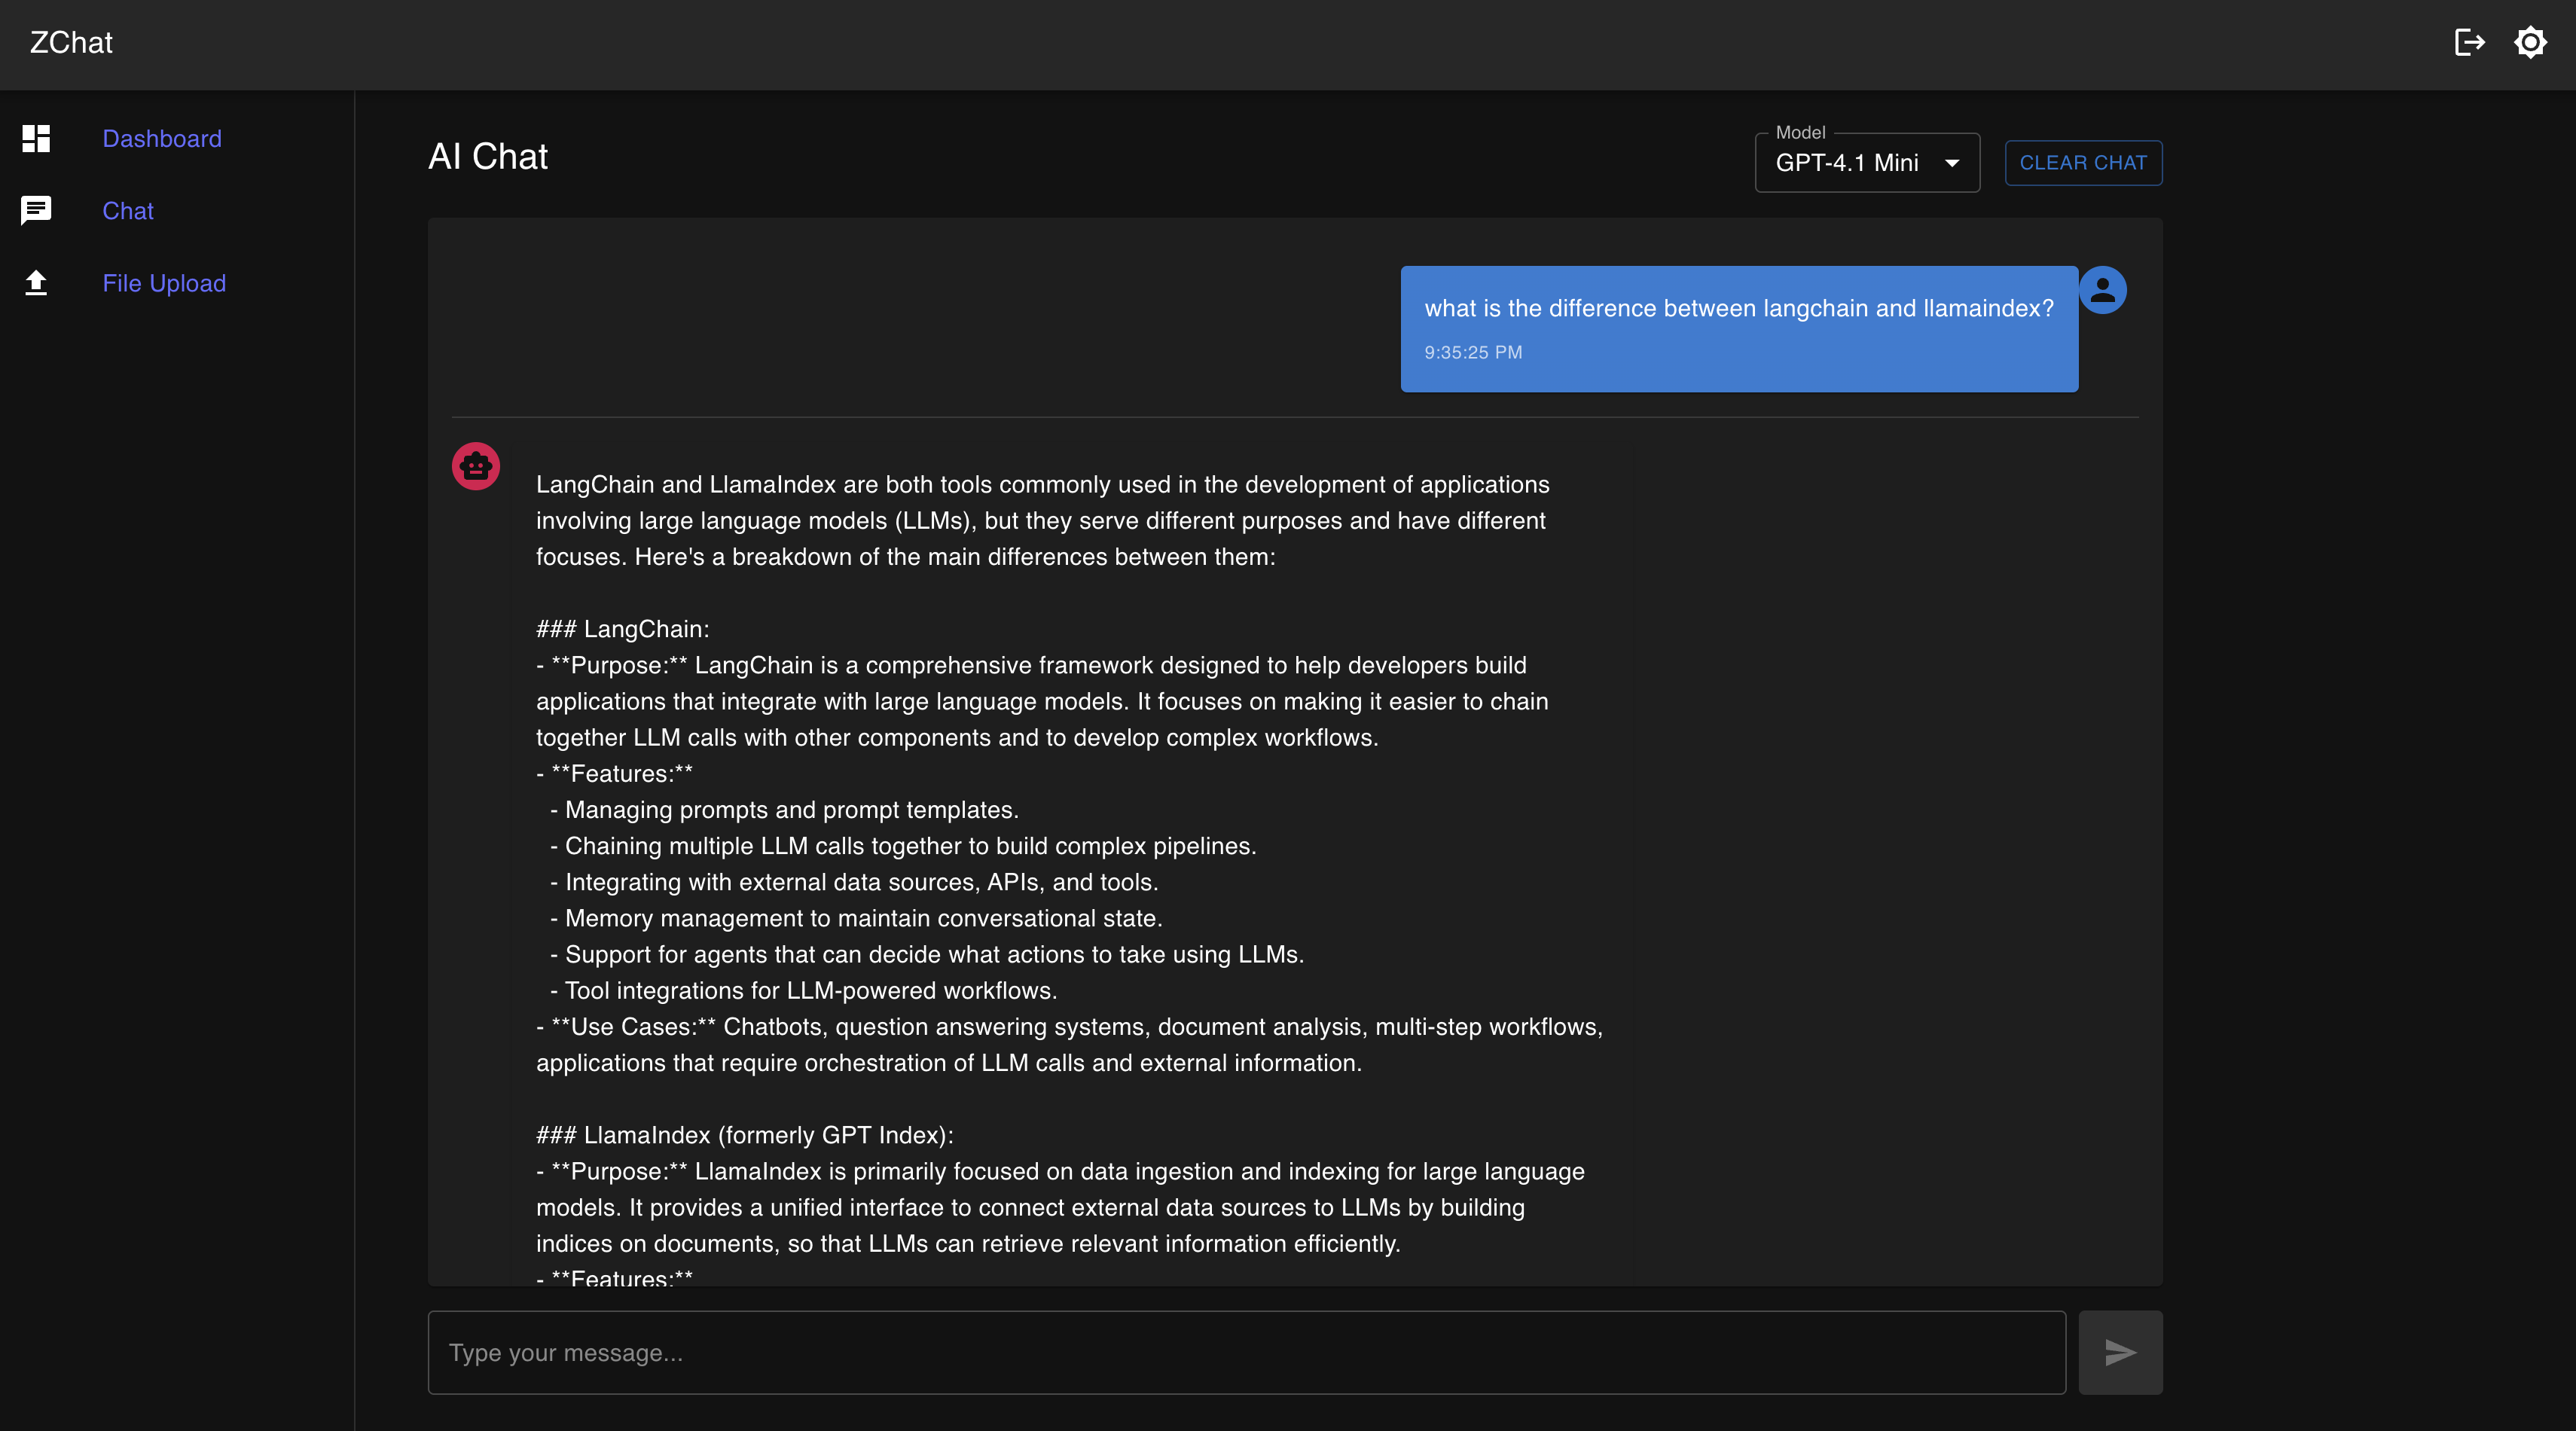 ZChat
Dashboard
Chat
File Upload
AI Chat
Model
GPT-4.1 Mini
CLEAR CHAT
what is the difference between langchain and llamaindex?
9:35:25 PM
LangChain and LlamaIndex are both tools commonly used in the development of applications
involving large language models (LLMs), but they serve different purposes and have different
focuses. Here's a breakdown of the main differences between them:
### LangChain:
- **Purpose:** LangChain is a comprehensive framework designed to help developers build
applications that integrate with large language models. It focuses on making it easier to chain
together LLM calls with other components and to develop complex workflows.
- **Features:**
- Managing prompts and prompt templates.
- Chaining multiple LLM calls together to build complex pipelines.
- Integrating with external data sources, APIs, and tools.
- Memory management to maintain conversational state.
- Support for agents that can decide what actions to take using LLMs.
- Tool integrations for LLM-powered workflows.
- **Use Cases:** Chatbots, question answering systems, document analysis, multi-step workflows,
applications that require orchestration of LLM calls and external information.
### LlamaIndex (formerly GPT Index):
- **Purpose:** LlamaIndex is primarily focused on data ingestion and indexing for large language
models. It provides a unified interface to connect external data sources to LLMs by building
indices on documents, so that LLMs can retrieve relevant information efficiently.
- **Features:**
Type your message...